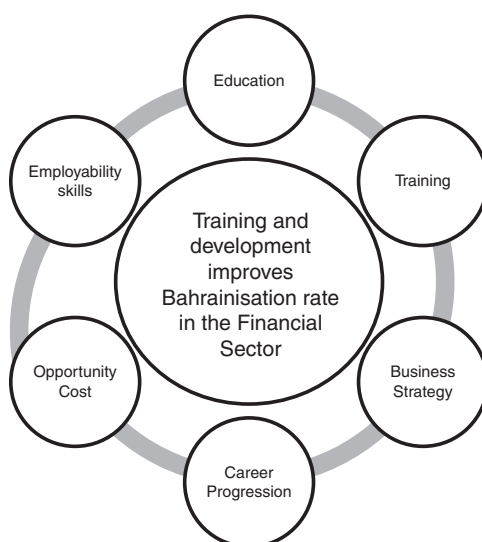 Education
Employability
skills
Training
Training and
development
improves
Bahrainisation rate
in the Financial
Sector
Opportunity
Cost
Business
Strategy
Career
Progression